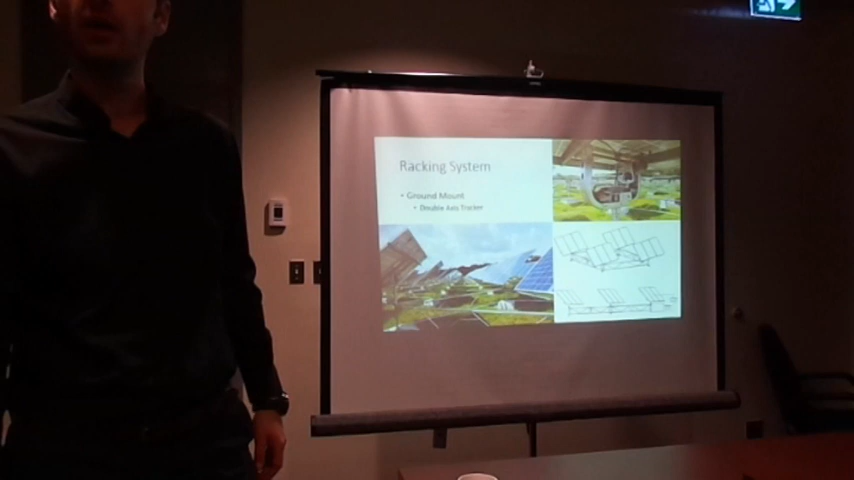 Racking System
• Ground Mount
• Double Axis Tracker